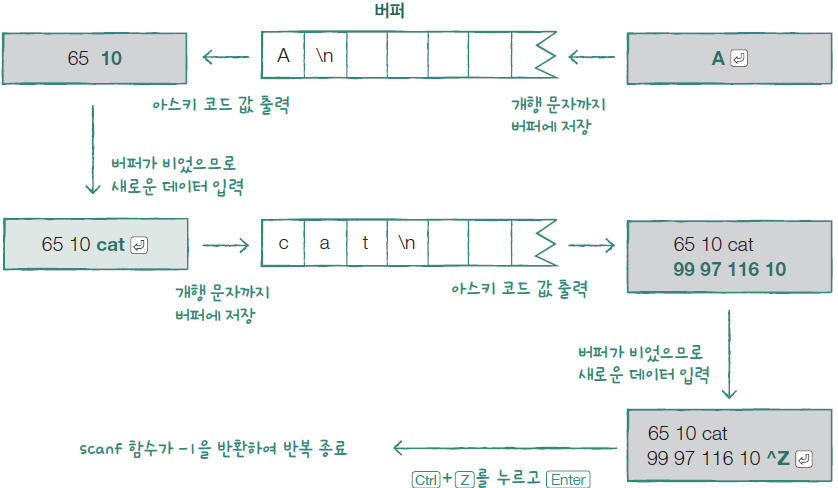 버퍼
A ⏎
개행 문자까지
버퍼에 저장
A \n
아스키 코드 값 출력
65 10
버퍼가 비었으므로
새로운 데이터 입력
65 10 cat ⏎
개행 문자까지
버퍼에 저장
c a t \n
아스키 코드 값 출력
65 10 cat
99 97 116 10
버퍼가 비었으므로
새로운 데이터 입력
65 10 cat
99 97 116 10 ^Z ⏎
Ctrl + Z 를 누르고 Enter
scanf 함수가 -1을 반환하여 반복 종료